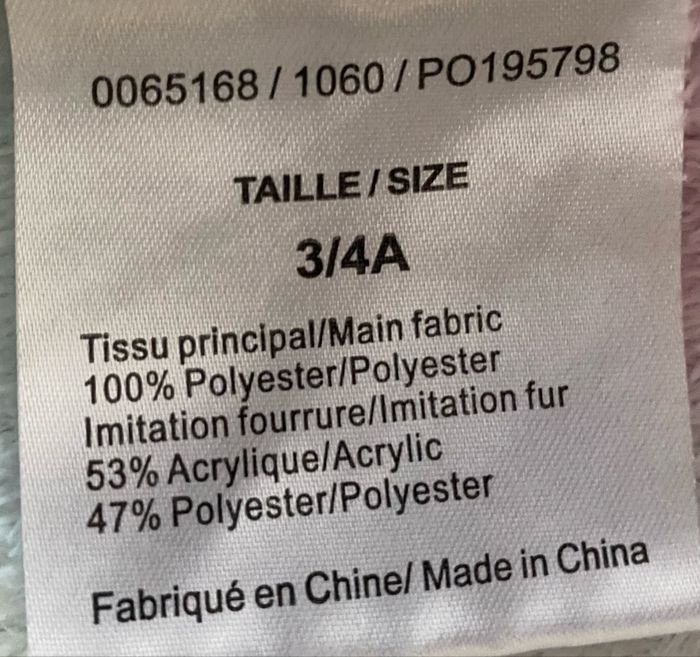 0065168 / 1060 / PO195798
TAILLE / SIZE
3/4A
Tissu principal/Main fabric
100% Polyester/Polyester
Imitation fourrure/Imitation fur
53% Acrylique/Acrylic
47% Polyester/Polyester
Fabriqué en Chine/ Made in China